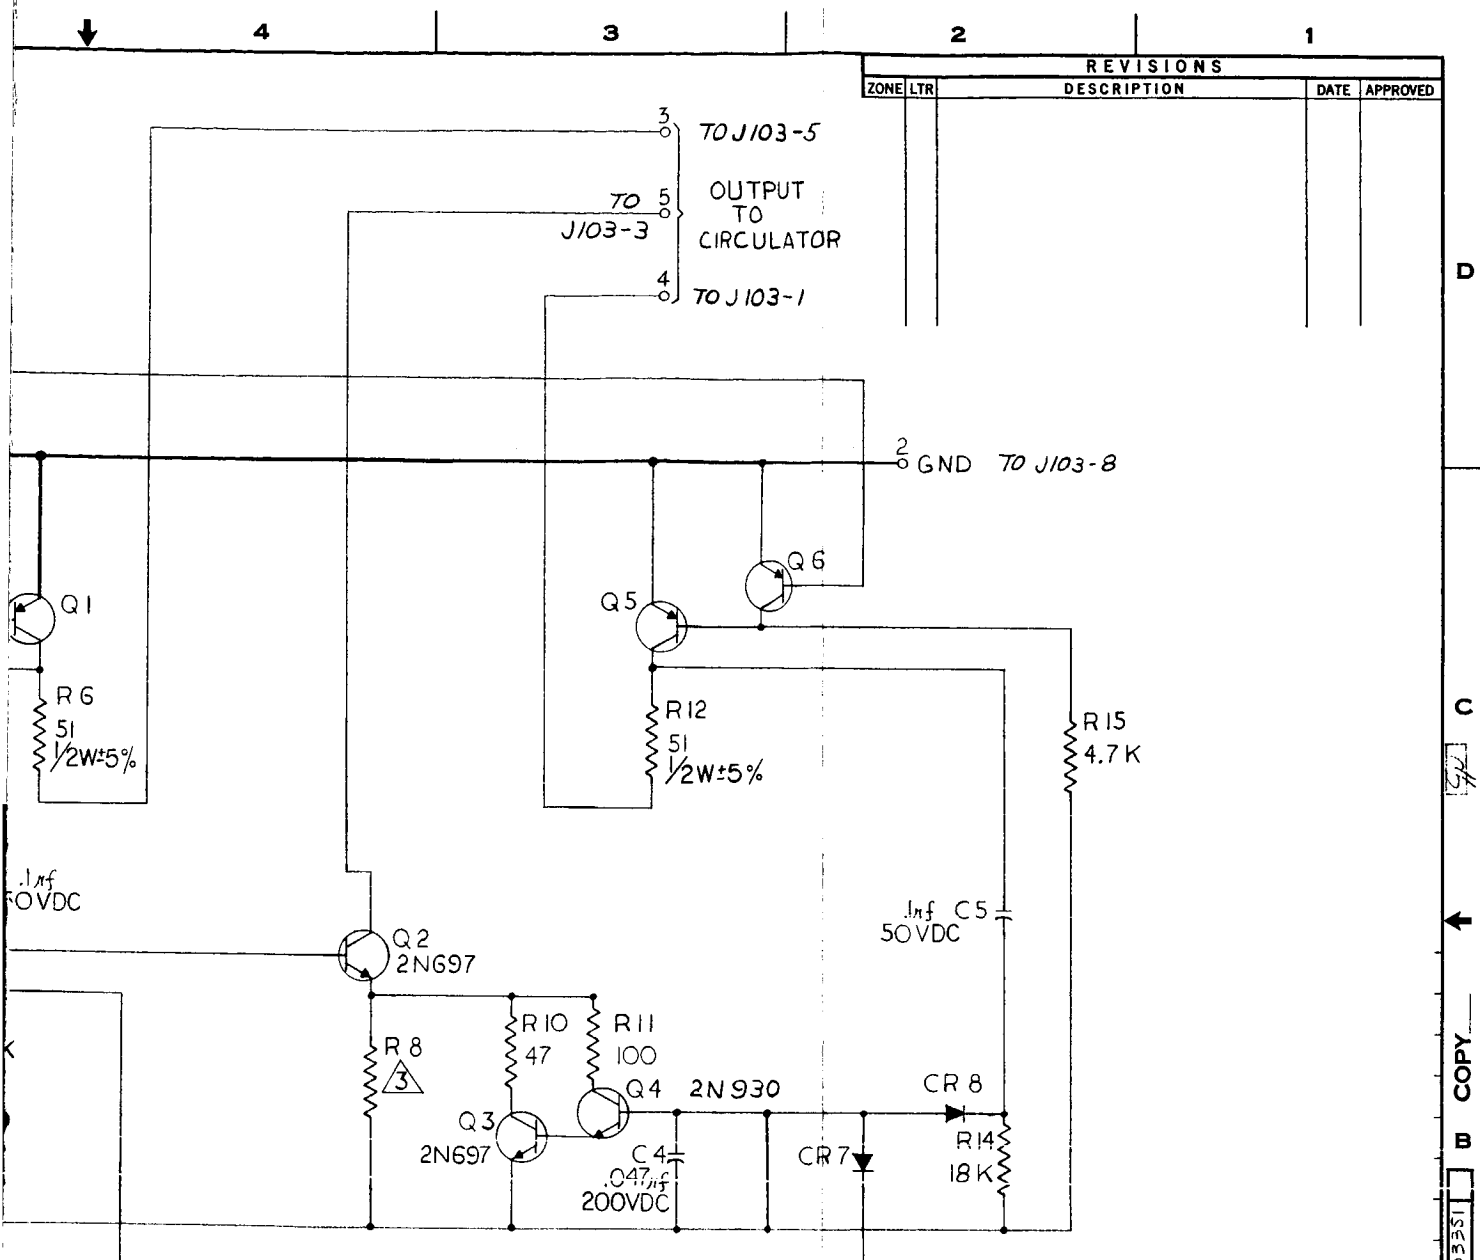 4 3 2 1
REVISIONS
ZONE LTR DESCRIPTION DATE APPROVED
3 TO J103-5
TO 5 OUTPUT
J103-3 TO
CIRCULATOR
4 TO J103-1
D
2 GND TO J103-8
Q1
Q5
Q6
R6
51
1/2W±5%
R12
51
1/2W±5%
R15
4.7K
C
.1µf
50VDC
.1µf C5
50VDC
Q2
2N697
R8
3
R10
47
R11
100
Q4
2N930
CR8
Q3
2N697
C4
.047µf
200VDC
CR7
R14
18K
COPY
B
3351